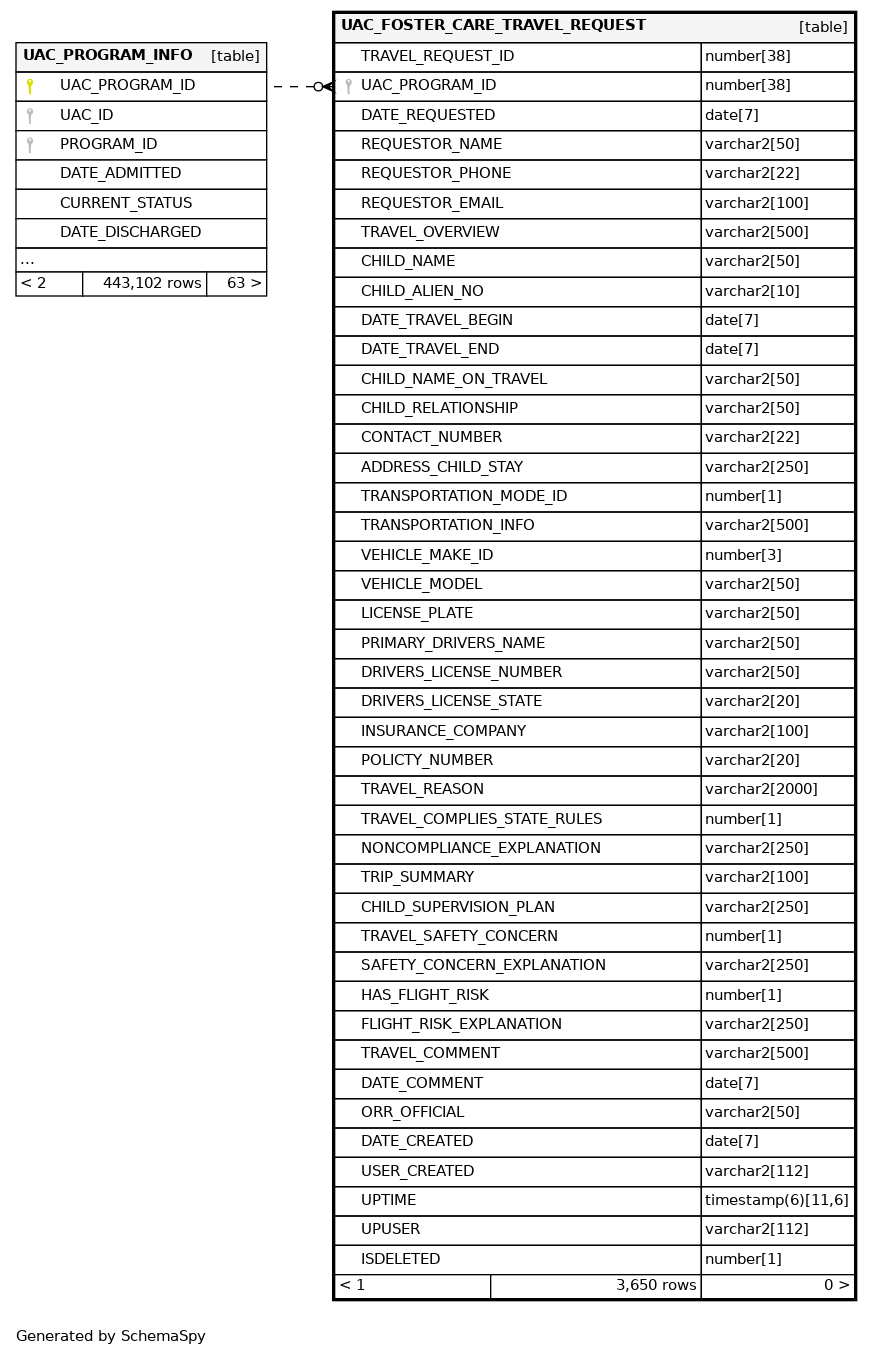 UAC_PROGRAM_INFO [table]
UAC_PROGRAM_ID
UAC_ID
PROGRAM_ID
DATE_ADMITTED
CURRENT_STATUS
DATE_DISCHARGED
...
< 2 443,102 rows 63 >
UAC_FOSTER_CARE_TRAVEL_REQUEST [table]
TRAVEL_REQUEST_ID number[38]
UAC_PROGRAM_ID number[38]
DATE_REQUESTED date[7]
REQUESTOR_NAME varchar2[50]
REQUESTOR_PHONE varchar2[22]
REQUESTOR_EMAIL varchar2[100]
TRAVEL_OVERVIEW varchar2[500]
CHILD_NAME varchar2[50]
CHILD_ALIEN_NO varchar2[10]
DATE_TRAVEL_BEGIN date[7]
DATE_TRAVEL_END date[7]
CHILD_NAME_ON_TRAVEL varchar2[50]
CHILD_RELATIONSHIP varchar2[50]
CONTACT_NUMBER varchar2[22]
ADDRESS_CHILD_STAY varchar2[250]
TRANSPORTATION_MODE_ID number[1]
TRANSPORTATION_INFO varchar2[500]
VEHICLE_MAKE_ID number[3]
VEHICLE_MODEL varchar2[50]
LICENSE_PLATE varchar2[50]
PRIMARY_DRIVERS_NAME varchar2[50]
DRIVERS_LICENSE_NUMBER varchar2[50]
DRIVERS_LICENSE_STATE varchar2[20]
INSURANCE_COMPANY varchar2[100]
POLICTY_NUMBER varchar2[20]
TRAVEL_REASON varchar2[2000]
TRAVEL_COMPLIES_STATE_RULES number[1]
NONCOMPLIANCE_EXPLANATION varchar2[250]
TRIP_SUMMARY varchar2[100]
CHILD_SUPERVISION_PLAN varchar2[250]
TRAVEL_SAFETY_CONCERN number[1]
SAFETY_CONCERN_EXPLANATION varchar2[250]
HAS_FLIGHT_RISK number[1]
FLIGHT_RISK_EXPLANATION varchar2[250]
TRAVEL_COMMENT varchar2[500]
DATE_COMMENT date[7]
ORR_OFFICIAL varchar2[50]
DATE_CREATED date[7]
USER_CREATED varchar2[112]
UPTIME timestamp(6)[11,6]
UPUSER varchar2[112]
ISDELETED number[1]
< 1 3,650 rows 0 >
Generated by SchemaSpy